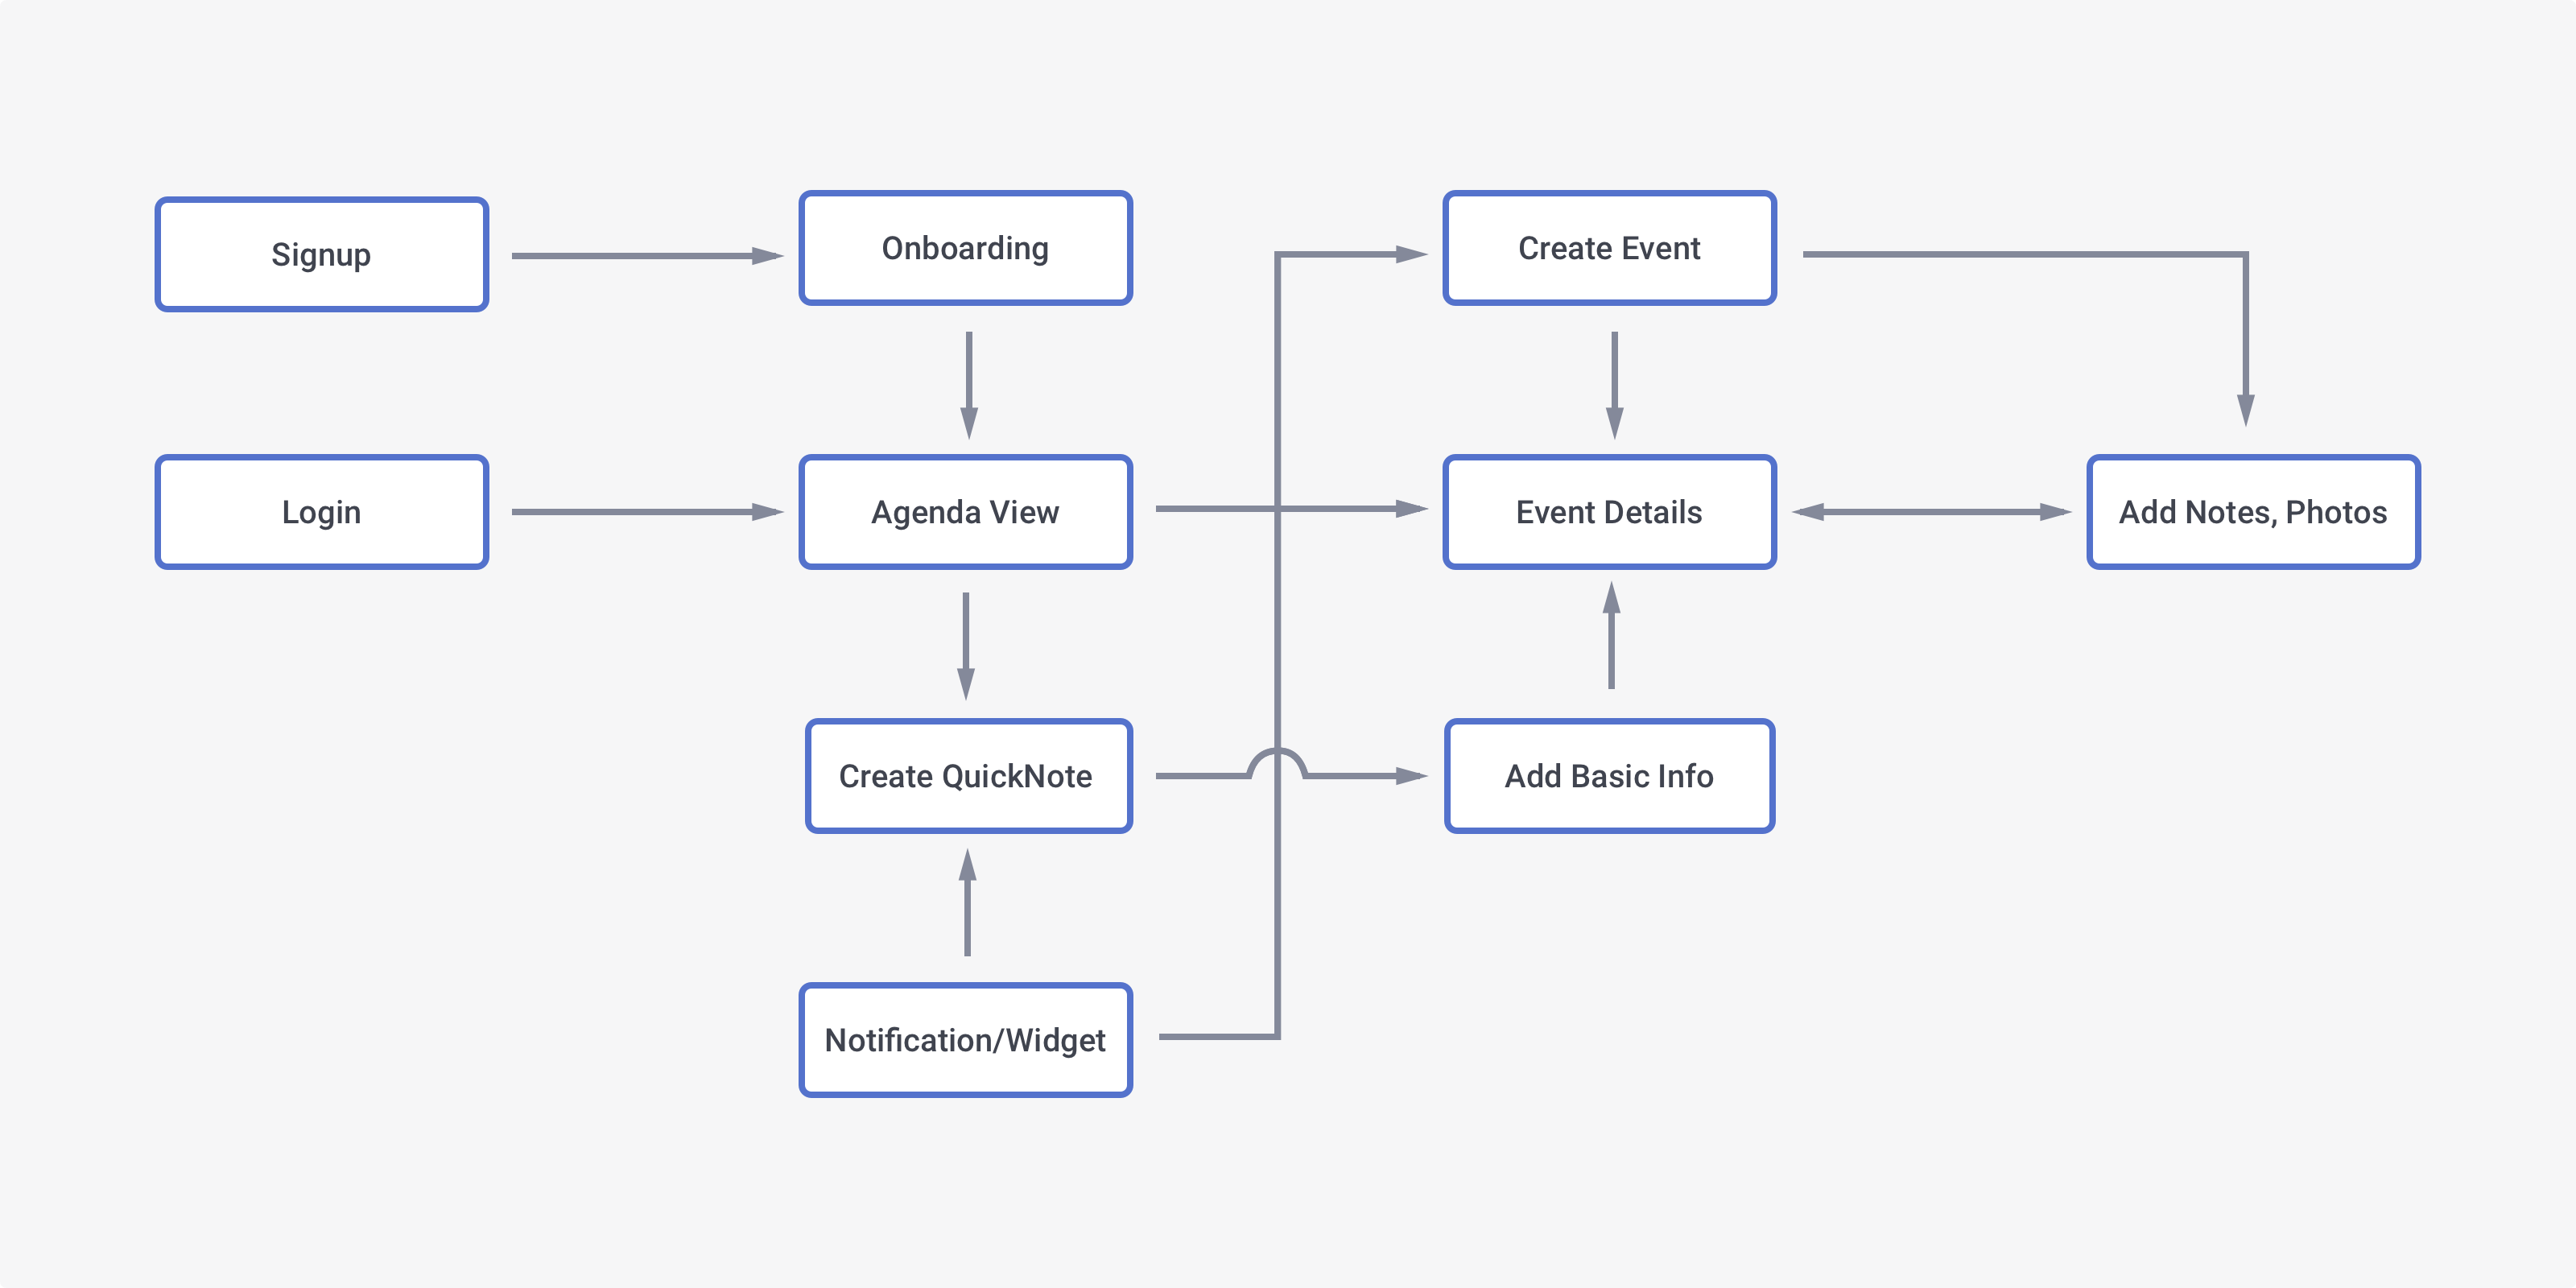 Signup
Onboarding
Create Event
Login
Agenda View
Event Details
Add Notes, Photos
Create QuickNote
Add Basic Info
Notification/Widget